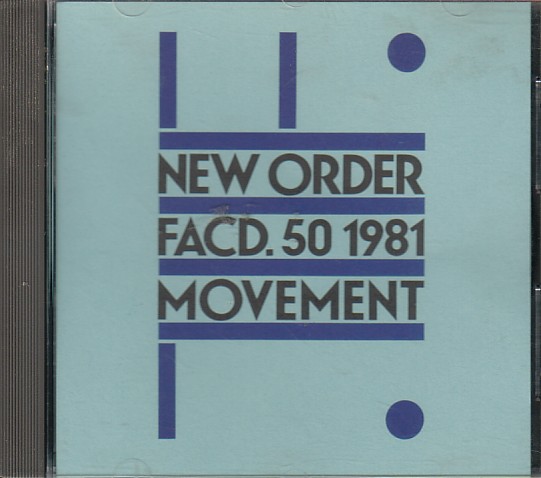 NEW ORDER
FACD. 50 1981
MOVEMENT